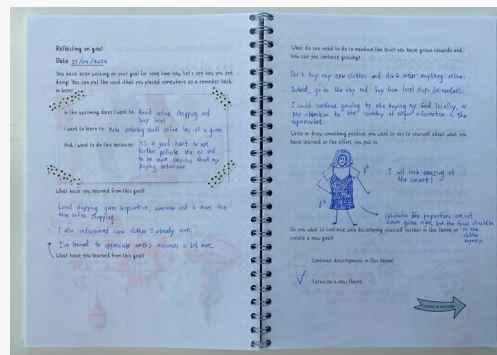 Reflecting on goal
Date 21/04/2024
You have been working on your goal for some time now. Let's see how you are
doing! You can put the card (that you placed somewhere as a reminder) back
in here!
In the upcoming days I want to: Avoid online shopping and
buy local
I want to learn to: make ordering stuff online less of a given
And I want to do this because: It's a good habit to not
further pollute the air and
to be more conscious about my
buying behaviour.
What have you learned from this goal?
Local shopping gives inspiration, overview and is more fun
than online shopping.
I also rediscovered some clothes I already own.
I've learned to appreciate earth's resources a bit more.
What have you learned from this goal?
What do you need to do to maintain the level you have grown towards and
how can you continue growing?
Don't buy any new clothes and don't order anything online.
Instead, go to the city and buy from local shops (if needed).
I could continue growing by also buying my food locally, or
pay attention to the 'country of origin' information in the
supermarket.
Write or draw something positive you want to say to yourself about what you
have learned or the effort you put in.
I will look amazing at
the concert!
(whahaha the proportions are not
drawn quite right, but the focus should be
on the
clothes
anyway)
Do you want to continue with developing yourself further in this theme or
create a new goal?
Continue development in this theme
Focus on a new theme